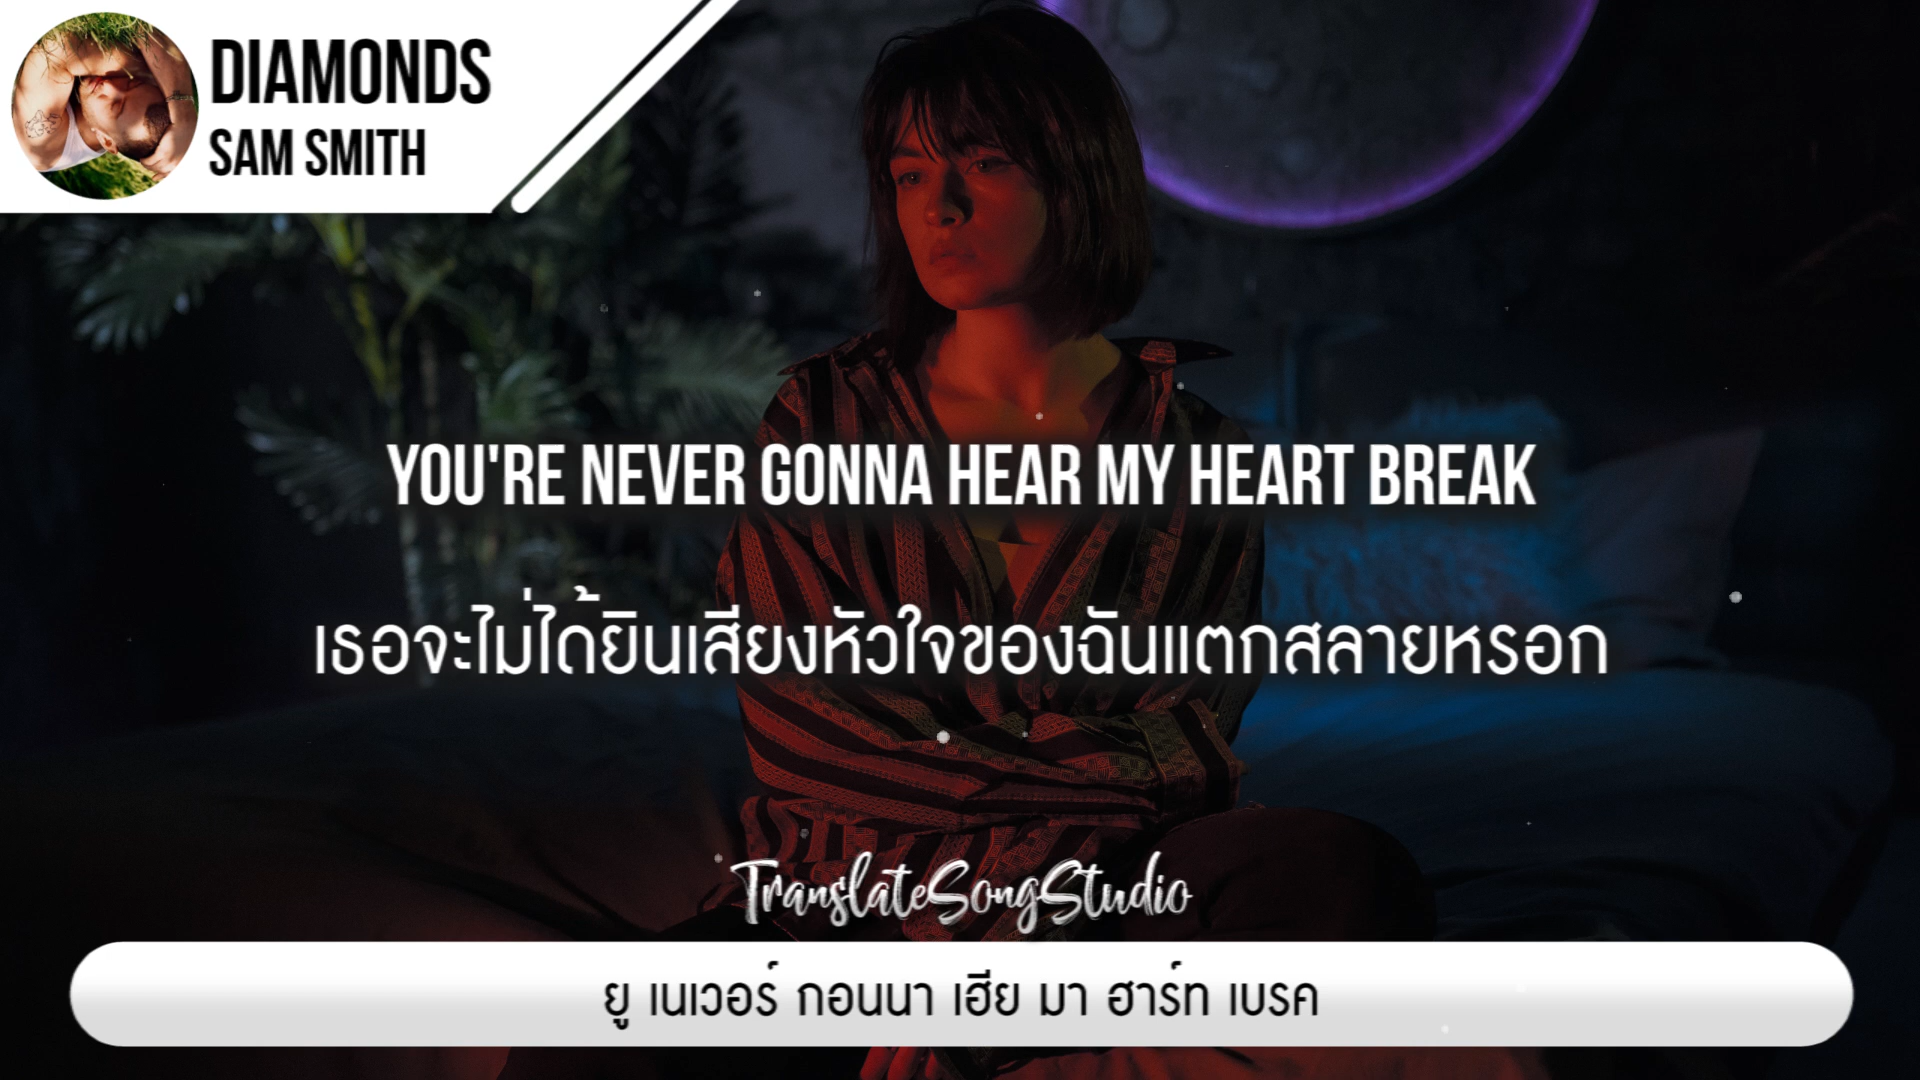 DIAMONDS
SAM SMITH
YOU'RE NEVER GONNA HEAR MY HEART BREAK
เธอจะไม่ได้ยินเสียงหัวใจของฉันแตกสลายหรอก
TranslateSongStudio
ยู เนเวอร์ กอนนา เฮีย มา ฮาร์ท เบรค